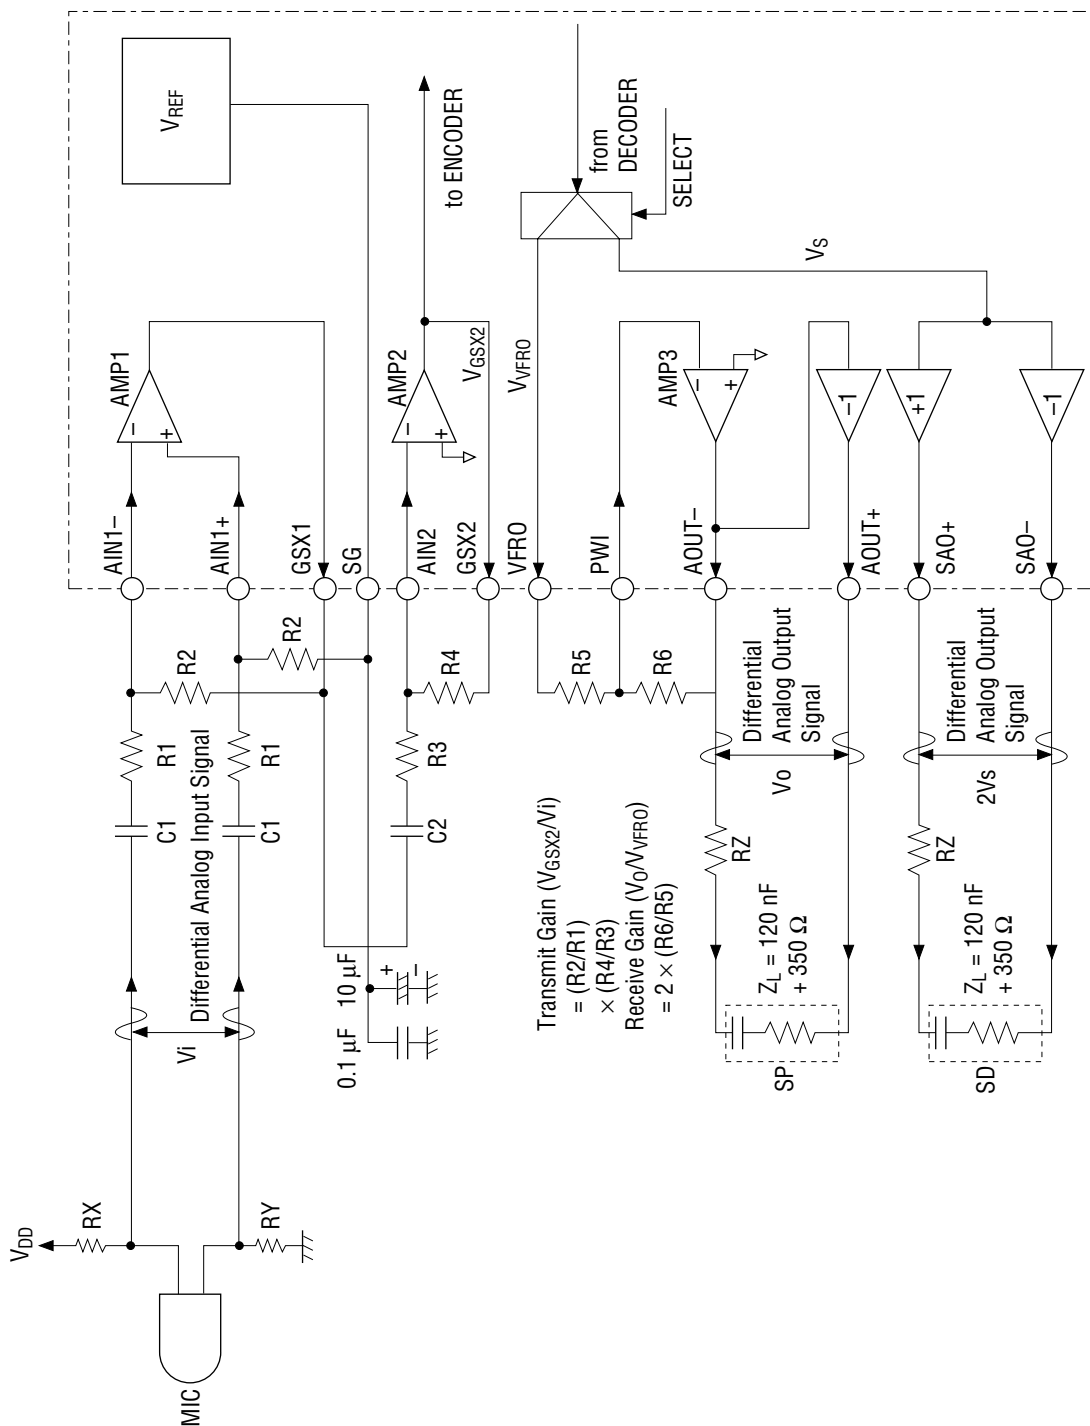 VDD
RX
RY
MIC
Vi
Differential Analog Input Signal
C1
R1
C1
R1
R2
R2
AIN1–
AIN1+
GSX1
SG
AMP1
–
+
VREF
0.1 µF
10 µF
+
–
C2
R3
R4
AIN2
GSX2
AMP2
–
+
VGSX2
to ENCODER
Transmit Gain (VGSX2/Vi)
= (R2/R1)
× (R4/R3)
Receive Gain (VO/VVFRO)
= 2 × (R6/R5)
VFRO
PWI
R5
R6
VVFRO
from
DECODER
SELECT
VS
AMP3
–
+
AOUT–
AOUT+
–1
Differential
Analog Output
Signal
Vo
RZ
ZL = 120 nF
+ 350 Ω
SP
SAO+
SAO–
+1
–1
Differential
Analog Output
Signal
2Vs
RZ
ZL = 120 nF
+ 350 Ω
SD